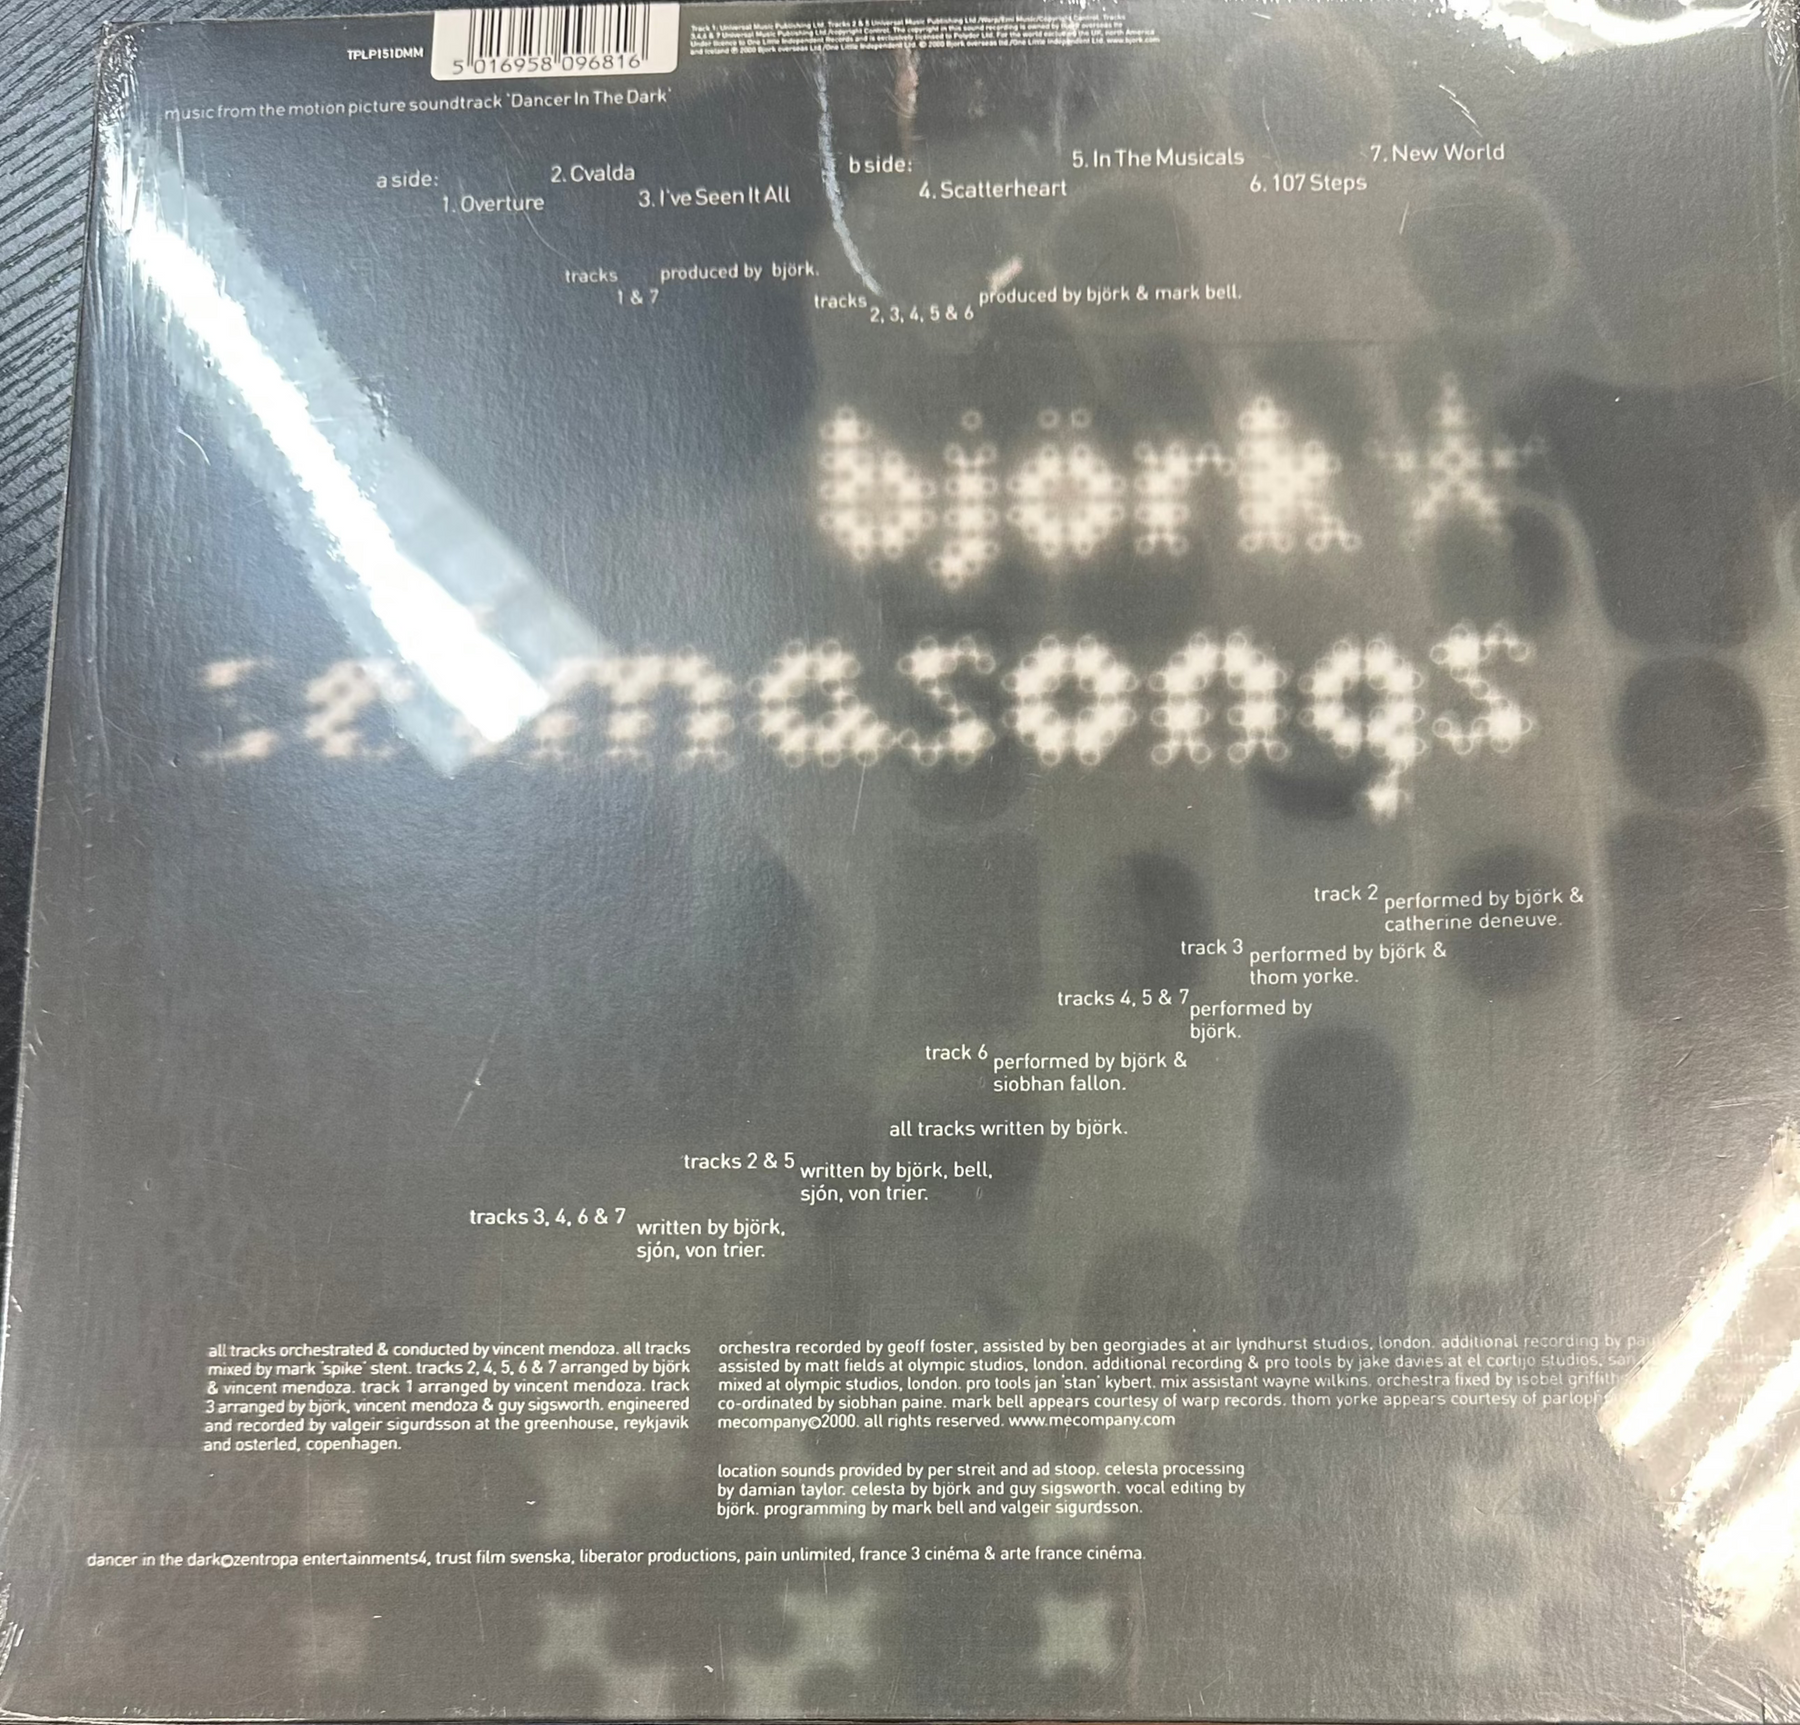 TPLP151DMM
5 016958 096816
music from the motion picture soundtrack 'Dancer In The Dark'
a side:
1. Overture
2. Cvalda
3. I've Seen It All
b side:
4. Scatterheart
5. In The Musicals
6. 107 Steps
7. New World
tracks 1 & 7 produced by björk.
tracks 2, 3, 4, 5 & 6 produced by björk & mark bell.
björk
selmasongs
track 2 performed by björk &
catherine deneuve.
track 3 performed by björk &
thom yorke.
tracks 4, 5 & 7 performed by
björk.
track 6 performed by björk &
siobhan fallon.
all tracks written by björk.
tracks 2 & 5 written by björk, bell,
sjón, von trier.
tracks 3, 4, 6 & 7 written by björk,
sjón, von trier.
all tracks orchestrated & conducted by vincent mendoza. all tracks
mixed by mark 'spike' stent. tracks 2, 4, 5, 6 & 7 arranged by björk
& vincent mendoza. track 1 arranged by vincent mendoza. track
3 arranged by björk, vincent mendoza & guy sigsworth. engineered
and recorded by valgeir sigurdsson at the greenhouse, reykjavik
and osterled, copenhagen.
orchestra recorded by geoff foster, assisted by ben georgiades at air lyndhurst studios, london. additional recording by
assisted by matt fields at olympic studios, london. additional recording & pro tools by jake davies at el cortijo studios, san
mixed at olympic studios, london. pro tools jan 'stan' kybert. mix assistant wayne wilkins. orchestra fixed by isobel griffiths
co-ordinated by siobhan paine. mark bell appears courtesy of warp records. thom yorke appears courtesy of
mecompany©2000. all rights reserved. www.mecompany.com
location sounds provided by per streit and ad stoop. celesta processing
by damian taylor. celesta by björk and guy sigsworth. vocal editing by
björk. programming by mark bell and valgeir sigurdsson.
dancer in the dark©zentropa entertainments4, trust film svenska, liberator productions, pain unlimited, france 3 cinéma & arte france cinéma.